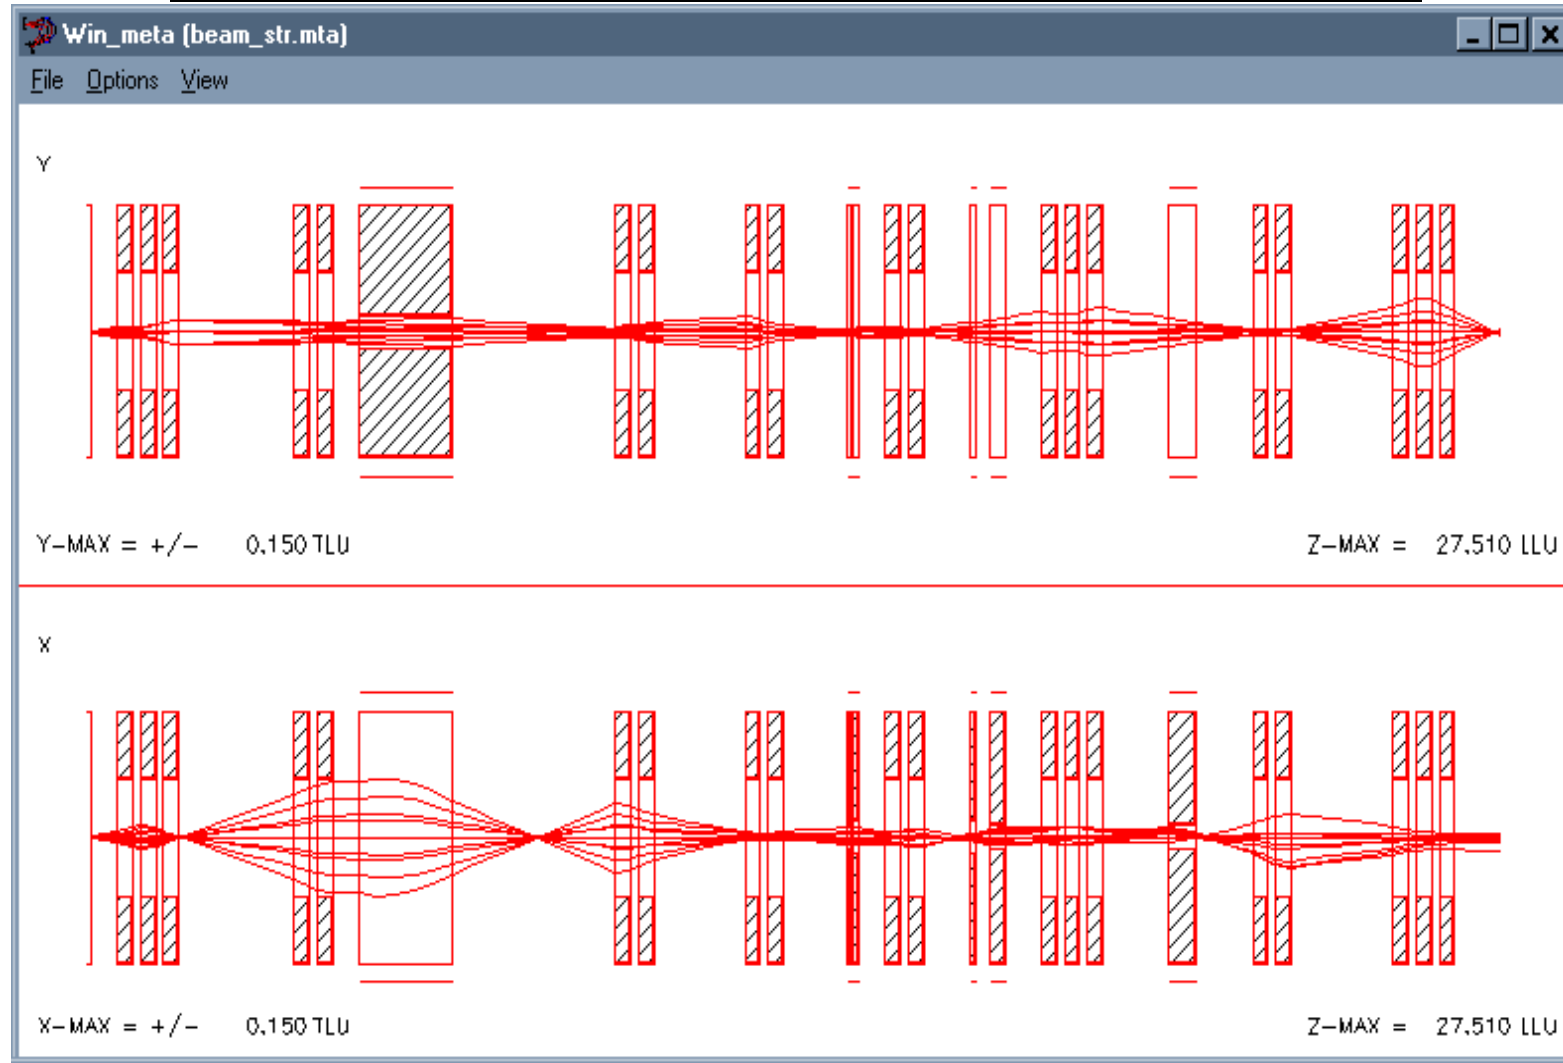 Win_meta (beam_str.mta)
File Options View
Y
Y-MAX = +/- 0.150 TLU
Z-MAX = 27.510 LLU
X
X-MAX = +/- 0.150 TLU
Z-MAX = 27.510 LLU